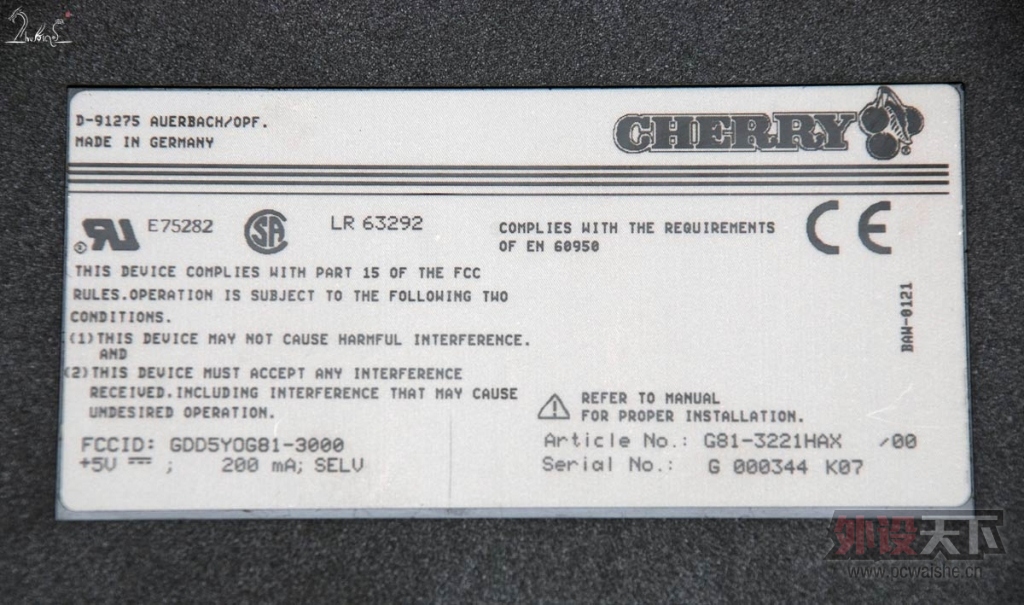 D-91275 AUERBACH/OPF.
MADE IN GERMANY
CHERRY
®
E75282
SA
LR 63292
COMPLIES WITH THE REQUIREMENTS
OF EN 60950
CE
THIS DEVICE COMPLIES WITH PART 15 OF THE FCC
RULES.OPERATION IS SUBJECT TO THE FOLLOWING TWO
CONDITIONS.
(1)THIS DEVICE MAY NOT CAUSE HARMFUL INTERFERENCE.
AND
(2)THIS DEVICE MUST ACCEPT ANY INTERFERENCE
RECEIVED.INCLUDING INTERFERENCE THAT MAY CAUSE
UNDESIRED OPERATION.
BAW-0121
REFER TO MANUAL
FOR PROPER INSTALLATION.
FCCID: GDD5YOG81-3000
+5V ; 200 mA; SELV
Article No.: G81-3221HAX /00
Serial No.: G 000344 K07
外设天下
www.pcwaishe.cn